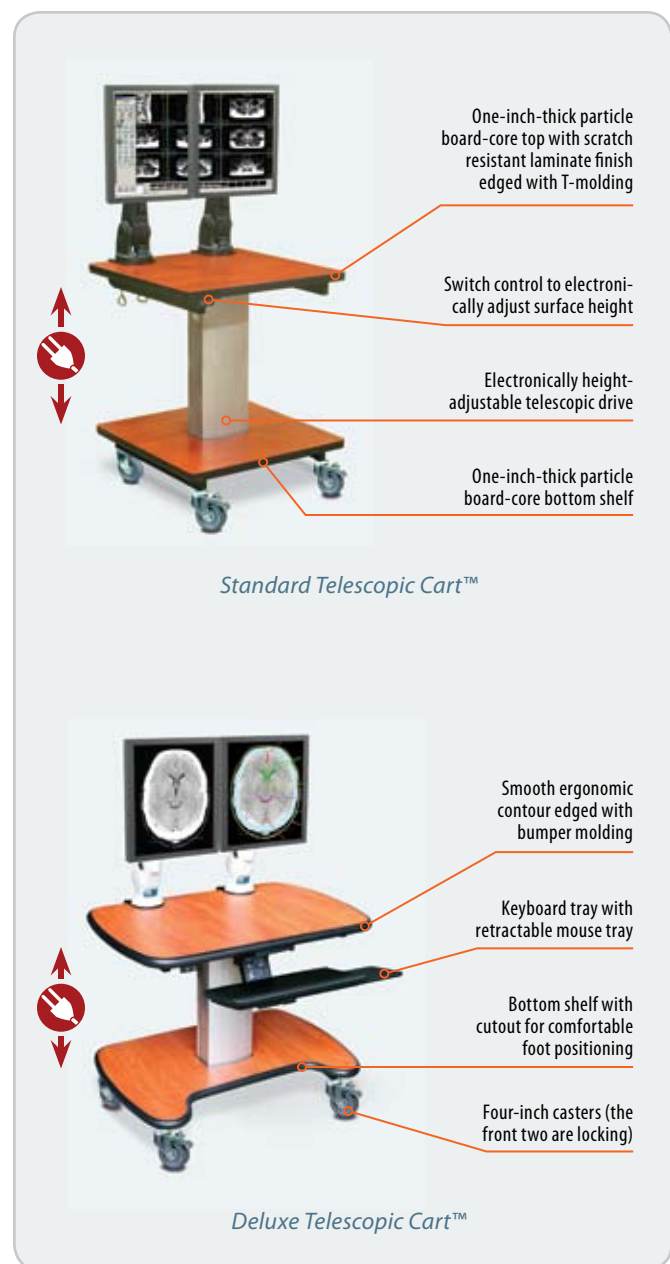 One-inch-thick particle
board-core top with scratch
resistant laminate finish
edged with T-molding
Switch control to electroni-
cally adjust surface height
Electronically height-
adjustable telescopic drive
One-inch-thick particle
board-core bottom shelf
Standard Telescopic Cart™
Smooth ergonomic
contour edged with
bumper molding
Keyboard tray with
retractable mouse tray
Bottom shelf with
cutout for comfortable
foot positioning
Four-inch casters (the
front two are locking)
Deluxe Telescopic Cart™